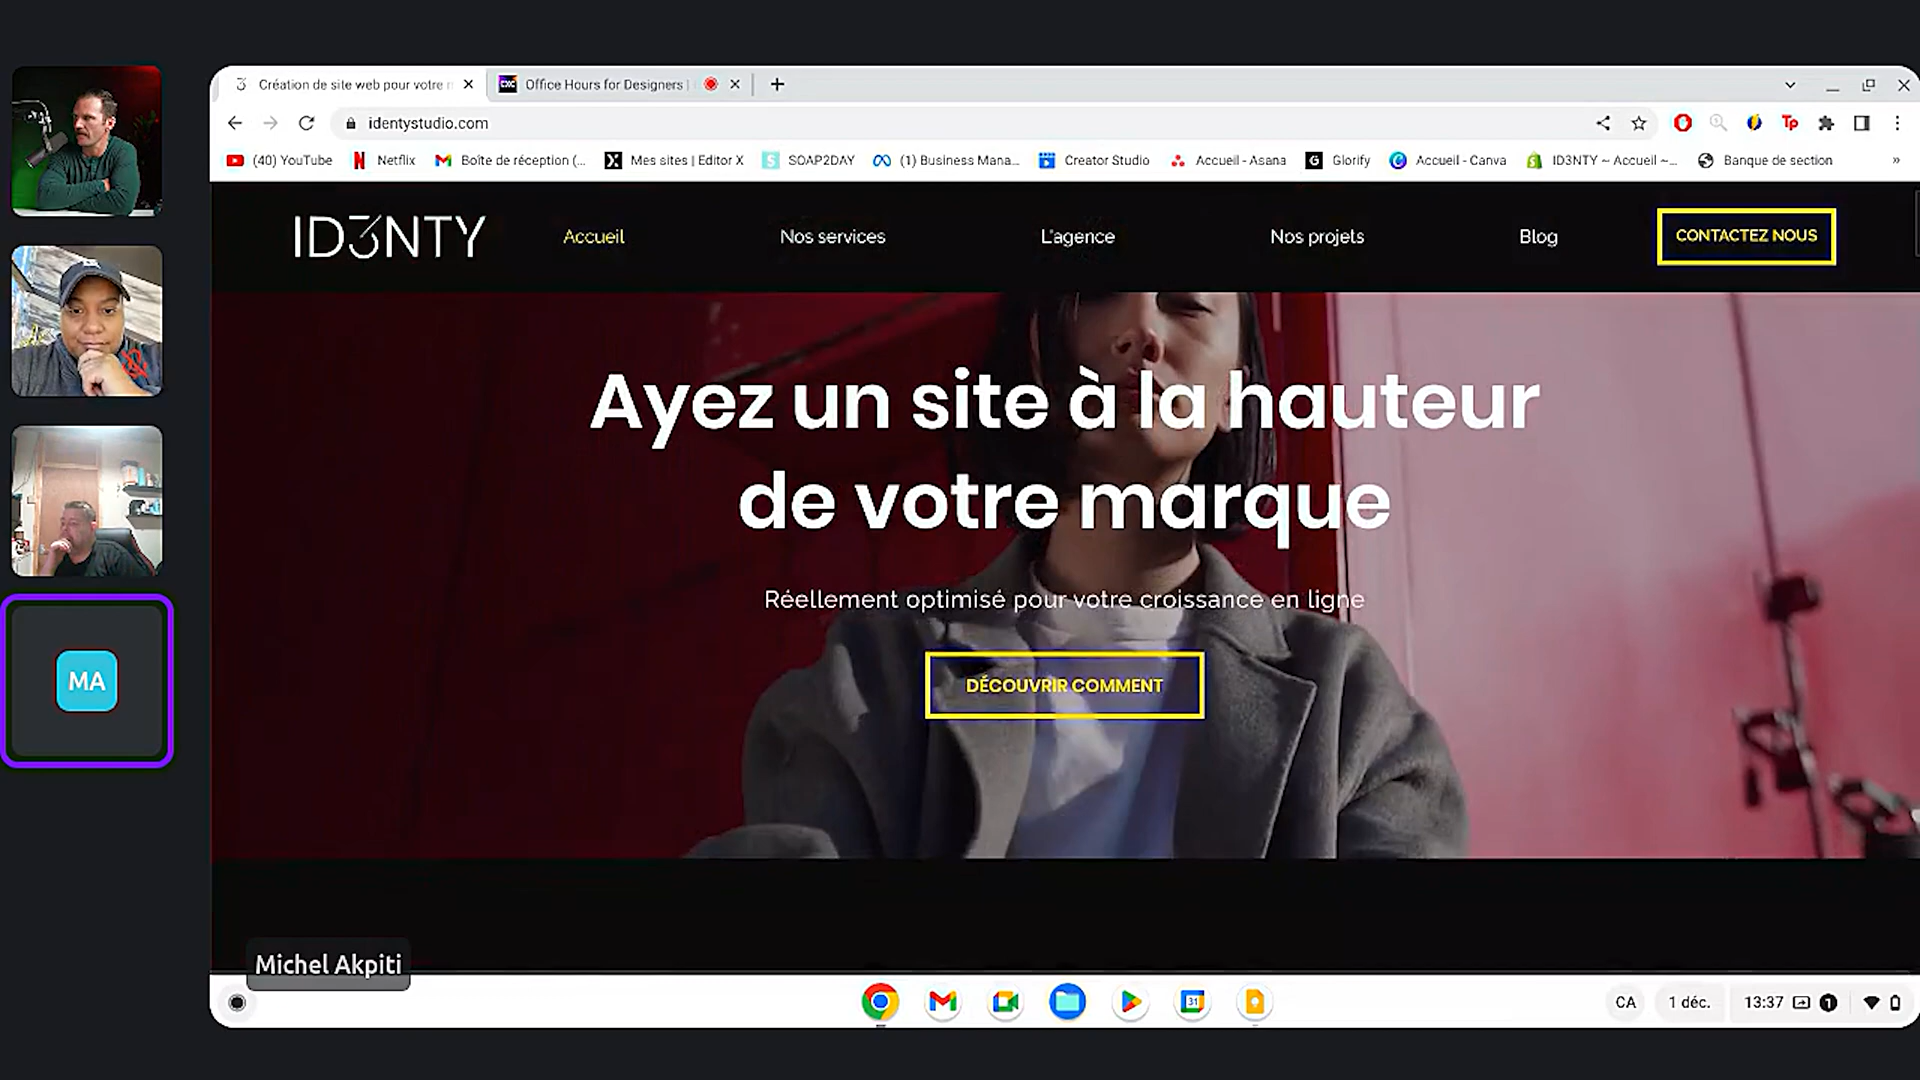 Création de site web pour votre
Office Hours for Designers |
identystudio.com
Tp
(40) YouTube
Netflix
Boîte de réception (...
Mes sites | Editor X
SOAP2DAY
(1) Business Mana...
Creator Studio
Accueil - Asana
Glorify
Accueil - Canva
ID3NTY ~ Accueil ~...
Banque de section
»
ID3NTY
Accueil
Nos services
L'agence
Nos projets
Blog
CONTACTEZ NOUS
Ayez un site à la hauteur
de votre marque
Réellement optimisé pour votre croissance en ligne
DÉCOUVRIR COMMENT
MA
Michel Akpiti
31
CA
1 déc.
13:37
1